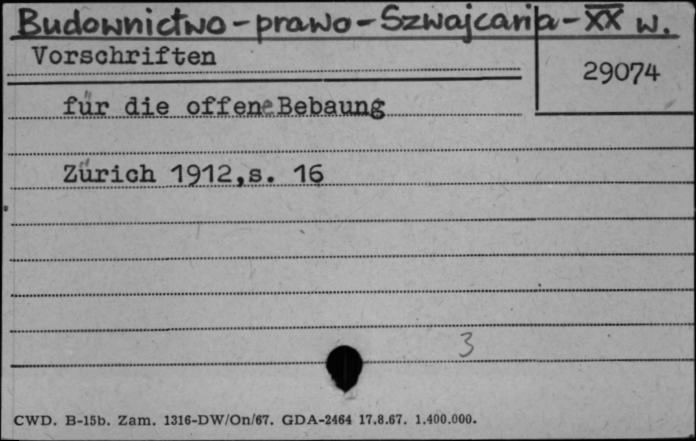 Budownictwo-prawo-Szwajcaria-XX w.
Vorschriften
29074
für die offene Bebaung
Zürich 1912,s. 16
3
CWD. B-15b. Zam. 1316-DW/On/67. GDA-2464 17.8.67. 1.400.000.